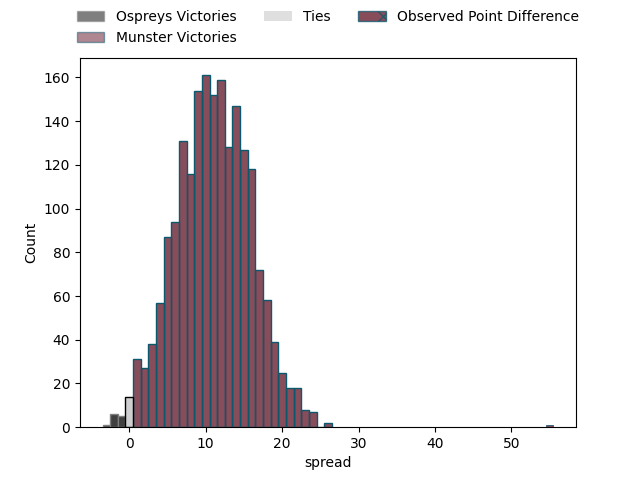 Ospreys Victories Ties Observed Point Difference
Munster Victories
160
140
120
100
80
60
40
20
0
Count
0 10 20 30 40 50
spread